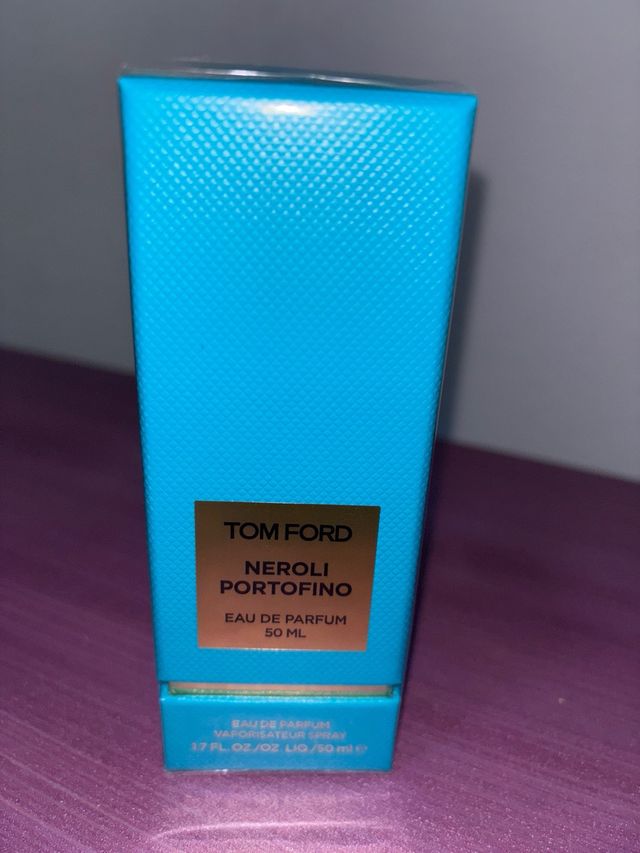 TOM FORD
NEROLI
PORTOFINO
EAU DE PARFUM
50 ML
EAU DE PARFUM
VAPORISATEUR SPRAY
1.7 FL. OZ./OZ. LIQ./50 ml ℮